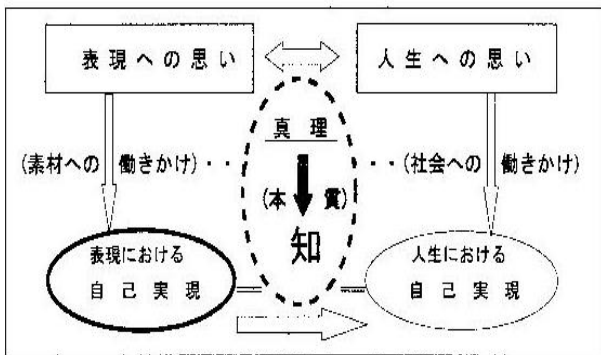 表現への思い
人生への思い
真理
(素材への働きかけ)‥
‥(社会への働きかけ)
(本質)
知
表現における
自己実現
人生における
自己実現